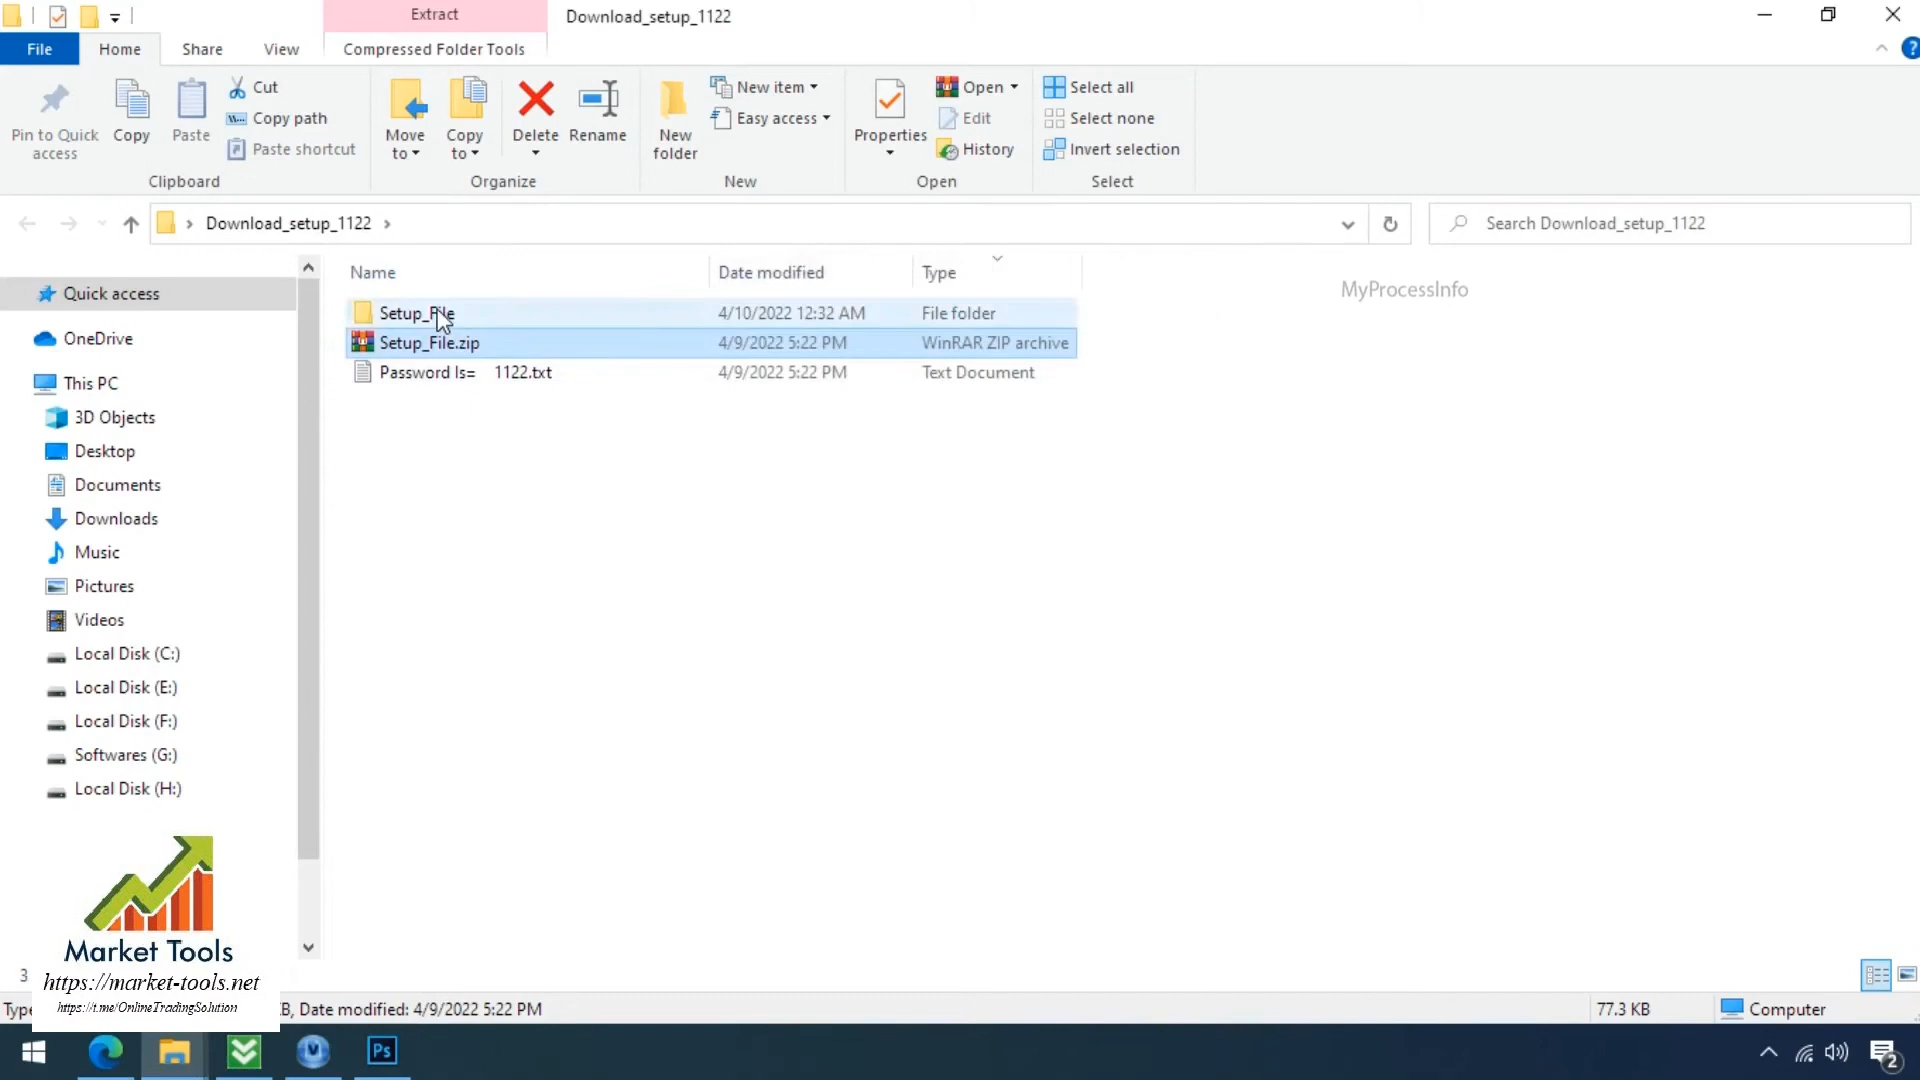 Extract
Download_setup_1122
File
Home
Share
View
Compressed Folder Tools
?
Pin to Quick access
Copy
Paste
Cut
Copy path
Paste shortcut
Clipboard
Move to
Copy to
Delete
Rename
Organize
New folder
New item
Easy access
New
Properties
Open
Edit
History
Open
Select all
Select none
Invert selection
Select
Download_setup_1122
Search Download_setup_1122
Name
Date modified
Type
MyProcessInfo
Setup_File
4/10/2022 12:32 AM
File folder
Setup_File.zip
4/9/2022 5:22 PM
WinRAR ZIP archive
Password Is=    1122.txt
4/9/2022 5:22 PM
Text Document
Quick access
OneDrive
This PC
3D Objects
Desktop
Documents
Downloads
Music
Pictures
Videos
Local Disk (C:)
Local Disk (E:)
Local Disk (F:)
Softwares (G:)
Local Disk (H:)
Market Tools
https://market-tools.net
https://t.me/OnlineTradingSolution
3
Type
B, Date modified: 4/9/2022 5:22 PM
77.3 KB
Computer
Ps
2